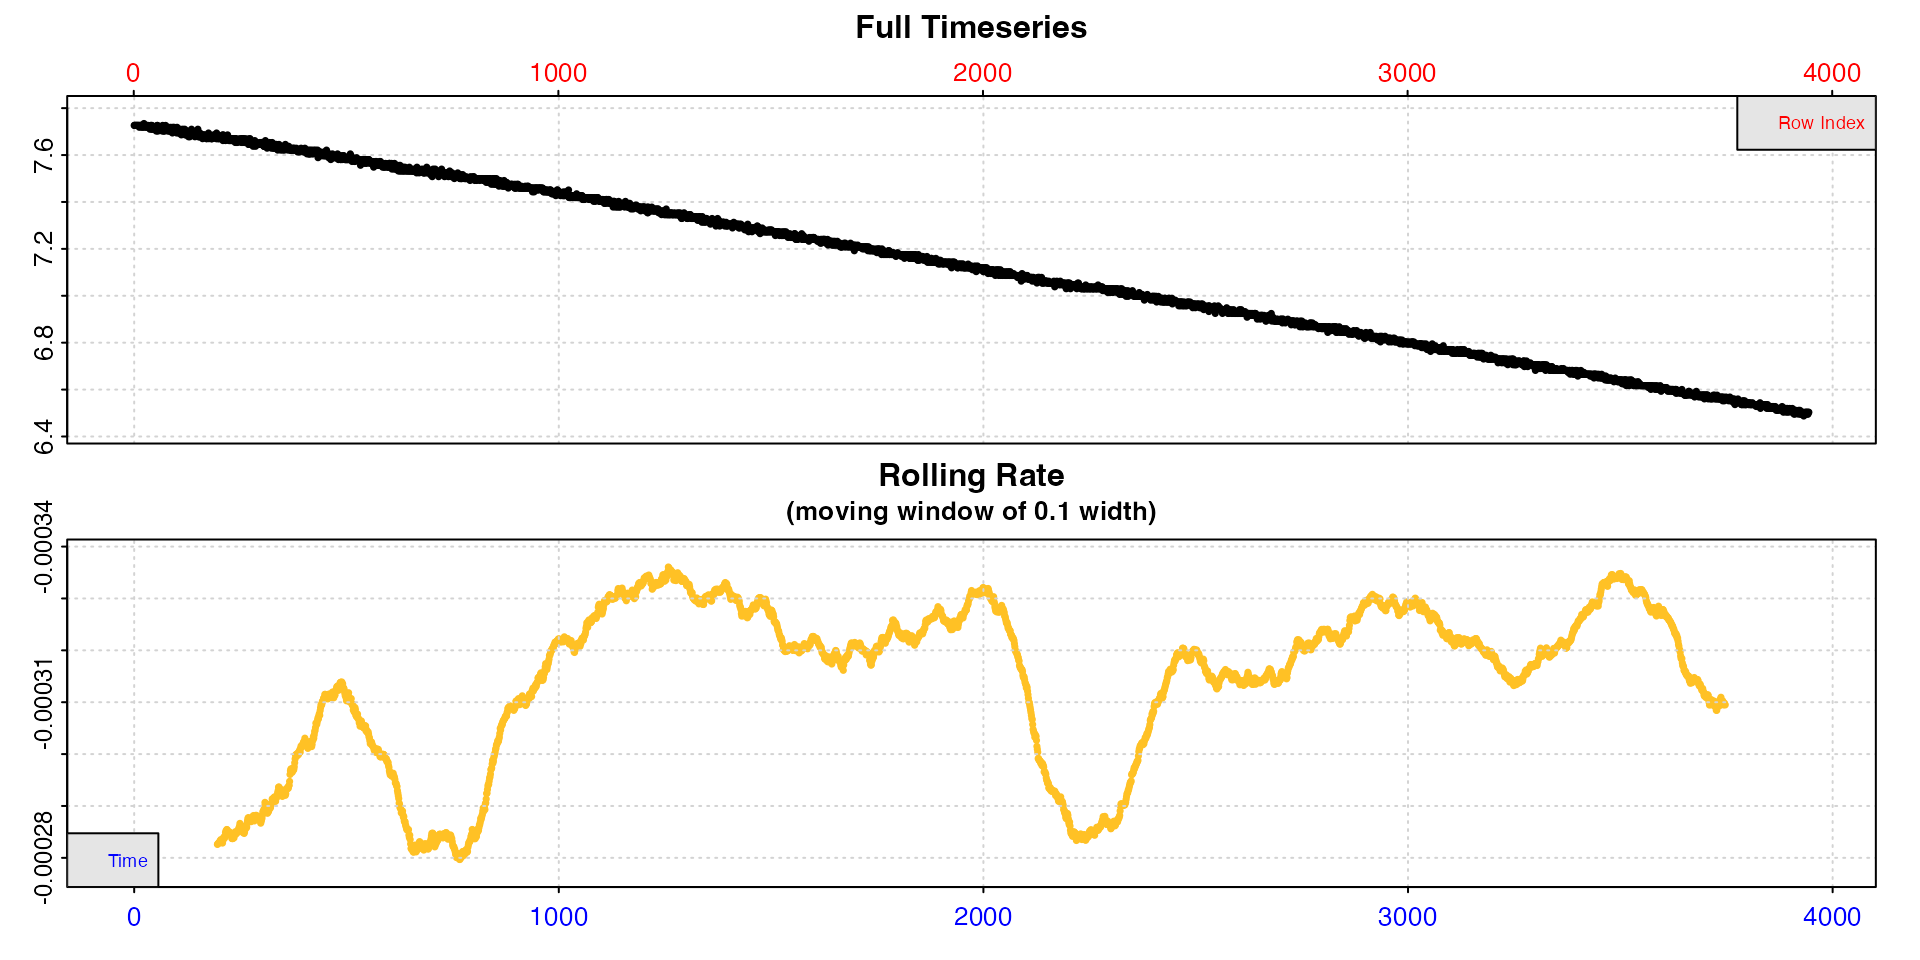 Full Timeseries
0 1000 2000 3000 4000
Row Index
7.6
7.2
6.8
6.4
Rolling Rate
(moving window of 0.1 width)
-0.00034
-0.00031
-0.00028
Time
0 1000 2000 3000 4000